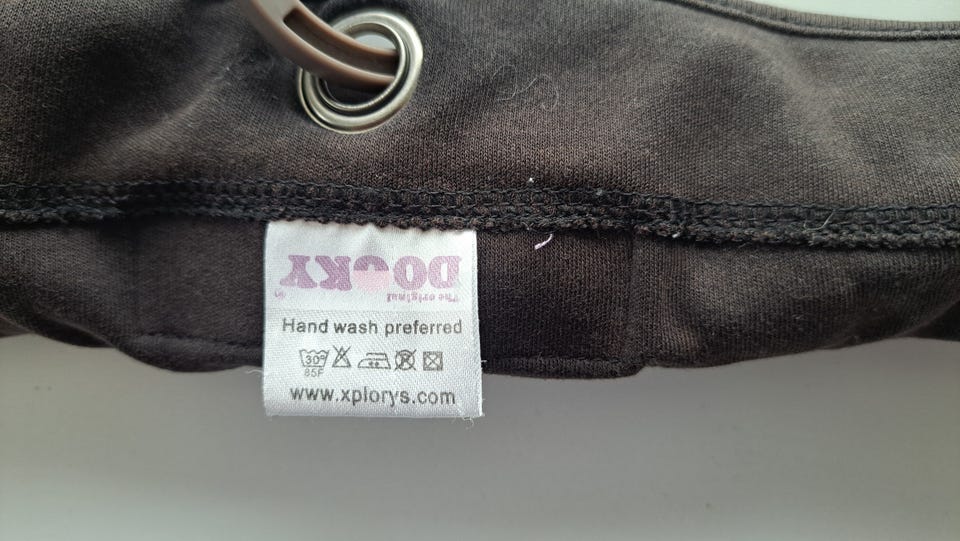 DOOKY
The original
Hand wash preferred
30°
85F
www.xplorys.com